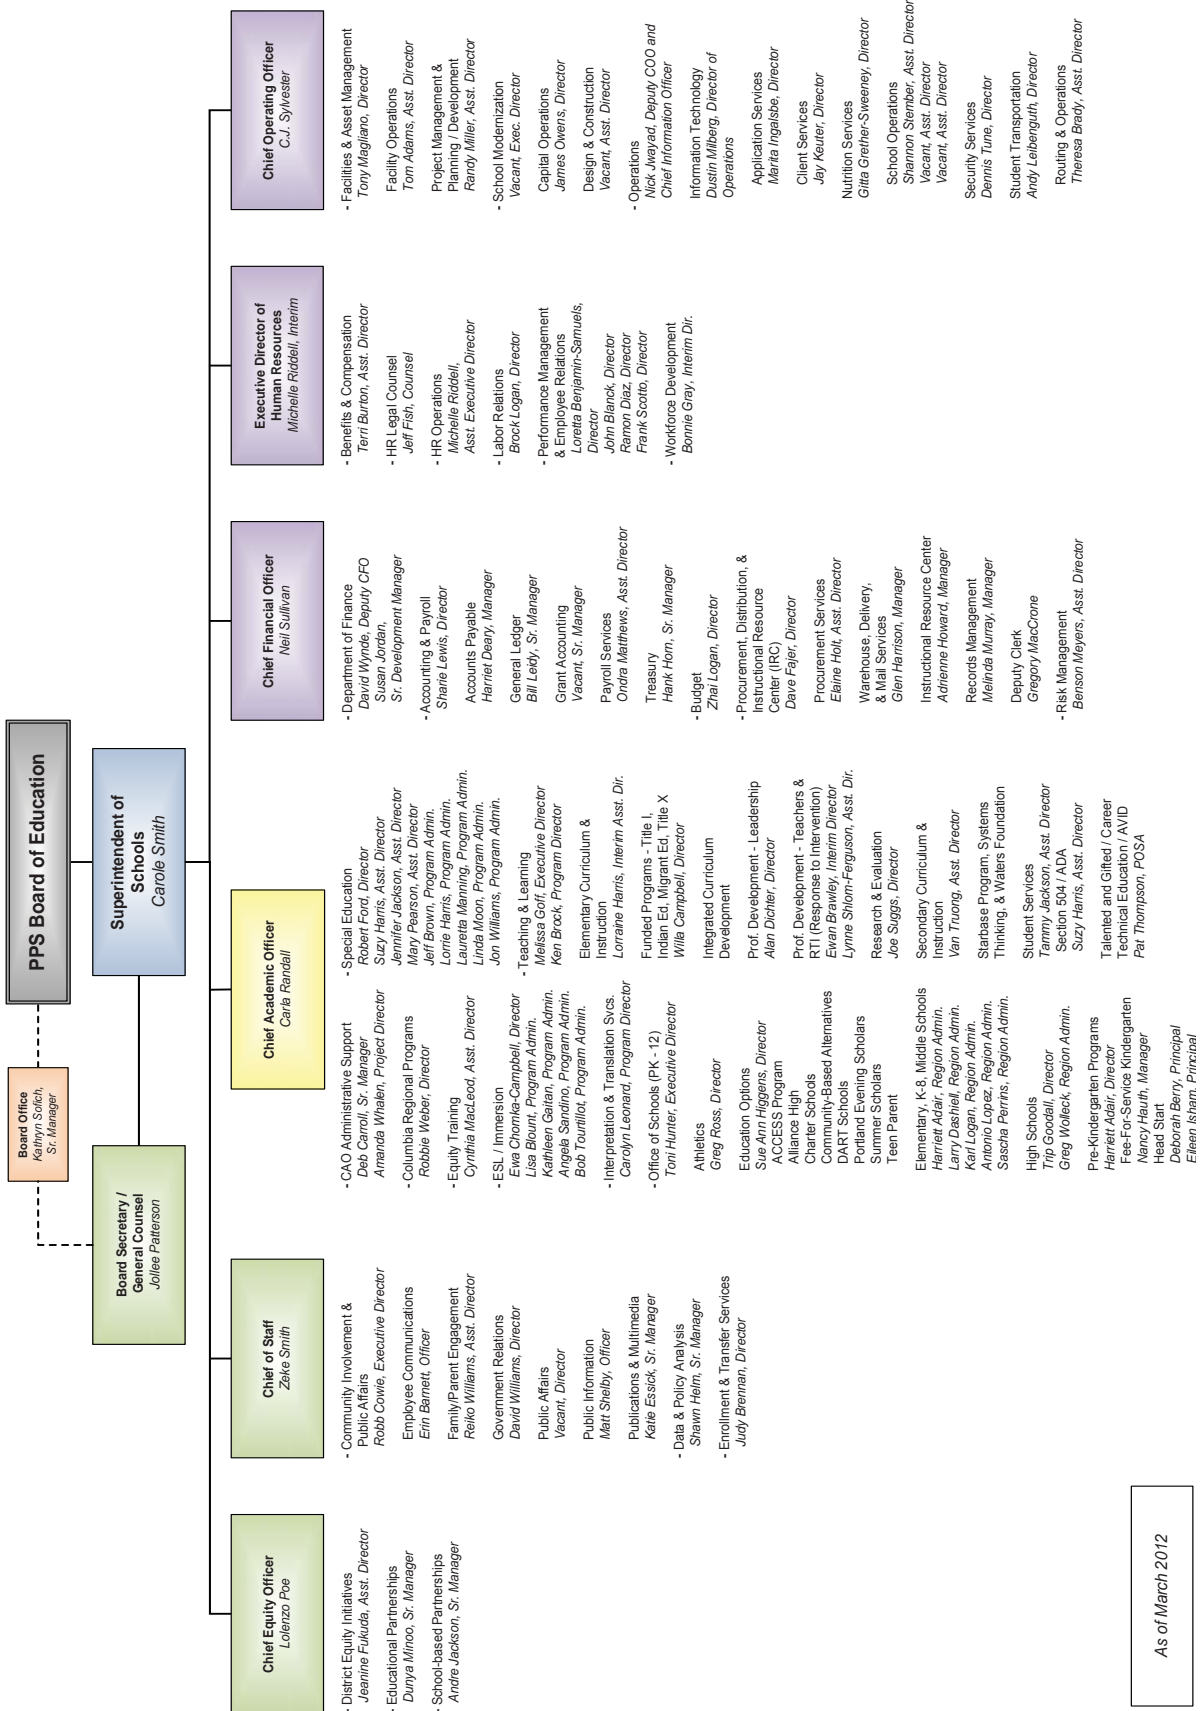 PPS Board of Education
Board Office
Kathryn Sofich,
Sr. Manager
Superintendent of
Schools
Carole Smith
Board Secretary /
General Counsel
Jollee Patterson
Chief Equity Officer
Lolenzo Poe
- District Equity Initiatives
Jeanine Fukuda, Asst. Director
- Educational Partnerships
Dunya Minoo, Sr. Manager
- School-based Partnerships
Andre Jackson, Sr. Manager
Chief of Staff
Zeke Smith
- Community Involvement &
Public Affairs
Robb Cowie, Executive Director
Employee Communications
Erin Barnett, Officer
Family/Parent Engagement
Reiko Williams, Asst. Director
Government Relations
David Williams, Director
Public Affairs
Vacant, Director
Public Information
Matt Shelby, Officer
Publications & Multimedia
Katie Essick, Sr. Manager
- Data & Policy Analysis
Shawn Helm, Sr. Manager
- Enrollment & Transfer Services
Judy Brennan, Director
Chief Academic Officer
Carla Randall
- CAO Administrative Support
Deb Carroll, Sr. Manager
Amanda Whalen, Project Director
- Columbia Regional Programs
Robbie Weber, Director
- Equity Training
Cynthia MacLeod, Asst. Director
- ESL / Immersion
Ewa Chomka-Campbell, Director
Lisa Blount, Program Admin.
Kathleen Gaitan, Program Admin.
Angela Sandino, Program Admin.
Bob Tourtillot, Program Admin.
- Interpretation & Translation Svcs.
Carolyn Leonard, Program Director
- Office of Schools (PK - 12)
Toni Hunter, Executive Director
Athletics
Greg Ross, Director
Education Options
Sue Ann Higgens, Director
ACCESS Program
Alliance High
Charter Schools
Community-Based Alternatives
DART Schools
Portland Evening Scholars
Summer Scholars
Teen Parent
Elementary, K-8, Middle Schools
Harriett Adair, Region Admin.
Larry Dashiell, Region Admin.
Karl Logan, Region Admin.
Antonio Lopez, Region Admin.
Sascha Perrins, Region Admin.
High Schools
Trip Goodall, Director
Greg Wolleck, Region Admin.
Pre-Kindergarten Programs
Harriett Adair, Director
Fee-For-Service Kindergarten
Nancy Hauth, Manager
Head Start
Deborah Berry, Principal
Eileen Isham, Principal
- Special Education
Robert Ford, Director
Suzy Harris, Asst. Director
Jennifer Jackson, Asst. Director
Mary Pearson, Asst. Director
Jeff Brown, Program Admin.
Lorrie Harris, Program Admin.
Lauretta Manning, Program Admin.
Linda Moon, Program Admin.
Jon Williams, Program Admin.
- Teaching & Learning
Melissa Goff, Executive Director
Ken Brock, Program Director
Elementary Curriculum &
Instruction
Lorraine Harris, Interim Asst. Dir.
Funded Programs - Title I,
Indian Ed, Migrant Ed, Title X
Willa Campbell, Director
Integrated Curriculum
Development
Prof. Development - Leadership
Alan Dichter, Director
Prof. Development - Teachers &
RTI (Response to Intervention)
Ewan Brawley, Interim Director
Lynne Shlom-Ferguson, Asst. Dir.
Research & Evaluation
Joe Suggs, Director
Secondary Curriculum &
Instruction
Van Truong, Asst. Director
Starbase Program, Systems
Thinking, & Waters Foundation
Student Services
Tammy Jackson, Asst. Director
Section 504 / ADA
Suzy Harris, Asst. Director
Talented and Gifted / Career
Technical Education / AVID
Pat Thompson, POSA
Chief Financial Officer
Neil Sullivan
- Department of Finance
David Wynde, Deputy CFO
Susan Jordan,
Sr. Development Manager
- Accounting & Payroll
Sharie Lewis, Director
Accounts Payable
Harriet Deary, Manager
General Ledger
Bill Leidy, Sr. Manager
Grant Accounting
Vacant, Sr. Manager
Payroll Services
Ondra Mathews, Asst. Director
Treasury
Hank Horn, Sr. Manager
- Budget
Zhai Logan, Director
- Procurement, Distribution, &
Instructional Resource
Center (IRC)
Dave Fajer, Director
Procurement Services
Elaine Holt, Asst. Director
Warehouse, Delivery,
& Mail Services
Glen Harrison, Manager
Instructional Resource Center
Adrienne Howard, Manager
Records Management
Melinda Murray, Manager
Deputy Clerk
Gregory MacCrone
- Risk Management
Benson Meyers, Asst. Director
Executive Director of
Human Resources
Michelle Riddell, Interim
- Benefits & Compensation
Terri Burton, Asst. Director
- HR Legal Counsel
Jeff Fish, Counsel
- HR Operations
Michelle Riddell,
Asst. Executive Director
- Labor Relations
Brock Logan, Director
- Performance Management
& Employee Relations
Loretta Benjamin-Samuels,
Director
John Blanck, Director
Ramon Diaz, Director
Frank Scotto, Director
- Workforce Development
Bonnie Gray, Interim Dir.
Chief Operating Officer
C.J. Sylvester
- Facilities & Asset Management
Tony Magliano, Director
Facility Operations
Tom Adams, Asst. Director
Project Management &
Planning / Development
Randy Miller, Asst. Director
- School Modernization
Vacant, Exec. Director
Capital Operations
James Owens, Director
Design & Construction
Vacant, Asst. Director
- Operations
Nick Jwayad, Deputy COO and
Chief Information Officer
Information Technology
Dustin Milberg, Director of
Operations
Application Services
Marita Ingalsbe, Director
Client Services
Jay Keuter, Director
Nutrition Services
Gitta Grether-Sweeney, Director
School Operations
Shannon Stember, Asst. Director
Vacant, Asst. Director
Vacant, Asst. Director
Security Services
Dennis Tune, Director
Student Transportation
Andy Leibenguth, Director
Routing & Operations
Theresa Brady, Asst. Director
As of March 2012